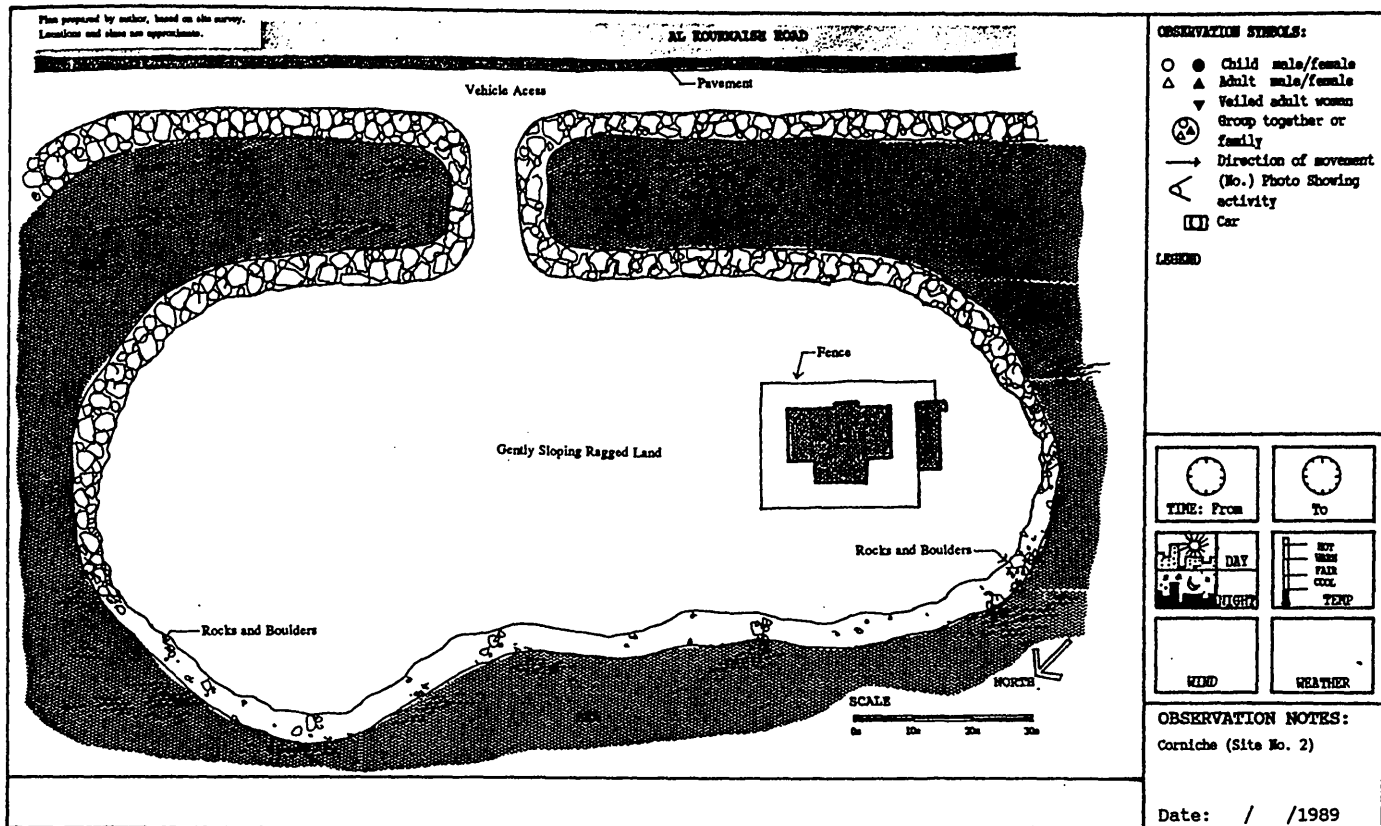 Plan prepared by author, based on site survey.
Locations and sizes are approximate.
AL KOURNAISH ROAD
Pavement
Vehicle Acess
Fence
Gently Sloping Ragged Land
Rocks and Boulders
Rocks and Boulders
NORTH
SCALE
0m 10m 20m 30m
OBSERVATION SYMBOLS:
Child male/female
Adult male/female
Veiled adult woman
Group together or
family
Direction of movement
(No.) Photo Showing
activity
Car
LEGEND
TIME: From
To
DAY
NIGHT
HOT
WARM
FAIR
COOL
TEMP
WIND
WEATHER
OBSERVATION NOTES:
Corniche (Site No. 2)
Date: / /1989